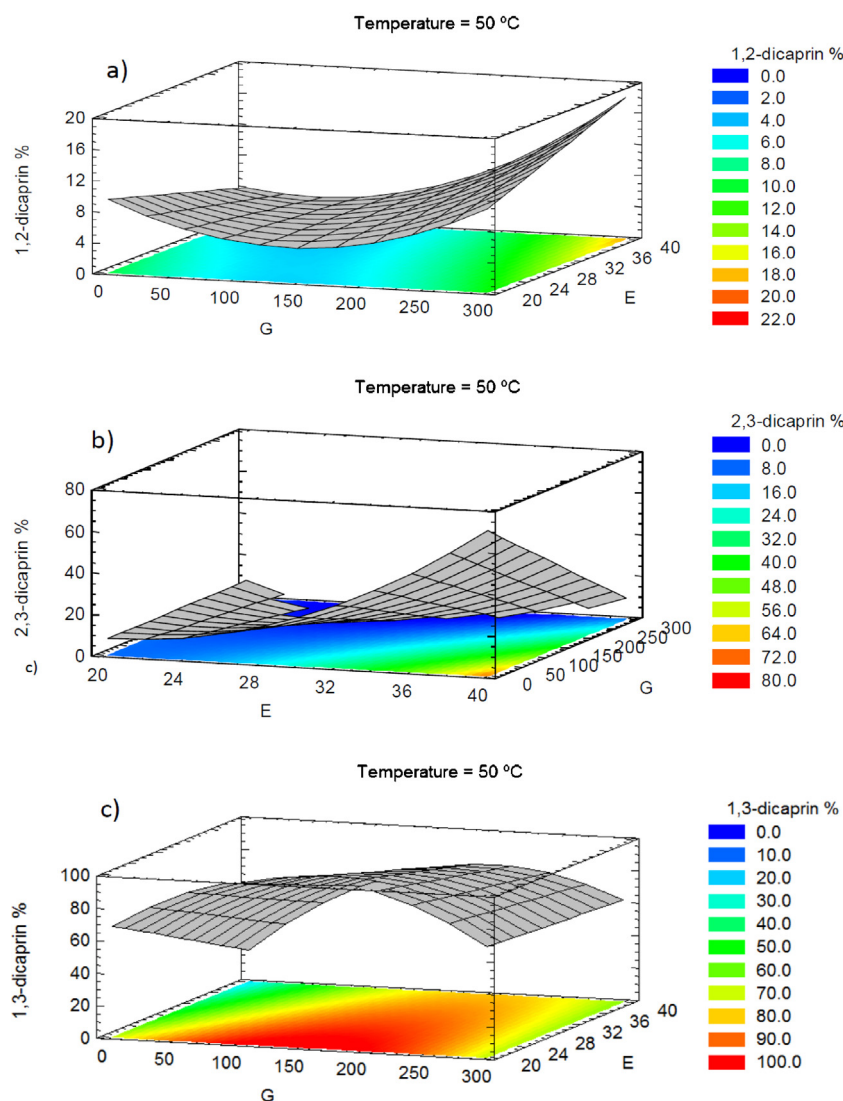 Temperature = 50 ºC
a)
1,2-dicaprin %
0.0
2.0
4.0
6.0
8.0
10.0
12.0
14.0
16.0
18.0
20.0
22.0
1,2-dicaprin %
20
16
12
8
4
0
0 50 100 150 200 250 300
G
20 24 28 32 36 40
E
Temperature = 50 ºC
b)
2,3-dicaprin %
0.0
8.0
16.0
24.0
32.0
40.0
48.0
56.0
64.0
72.0
80.0
2,3-dicaprin %
80
60
40
20
0
c)
20 24 28 32 36 40
E
0 50 100 150 200 250 300
G
Temperature = 50 ºC
c)
1,3-dicaprin %
0.0
10.0
20.0
30.0
40.0
50.0
60.0
70.0
80.0
90.0
100.0
1,3-dicaprin %
100
80
60
40
20
0
0 50 100 150 200 250 300
G
20 24 28 32 36 40
E